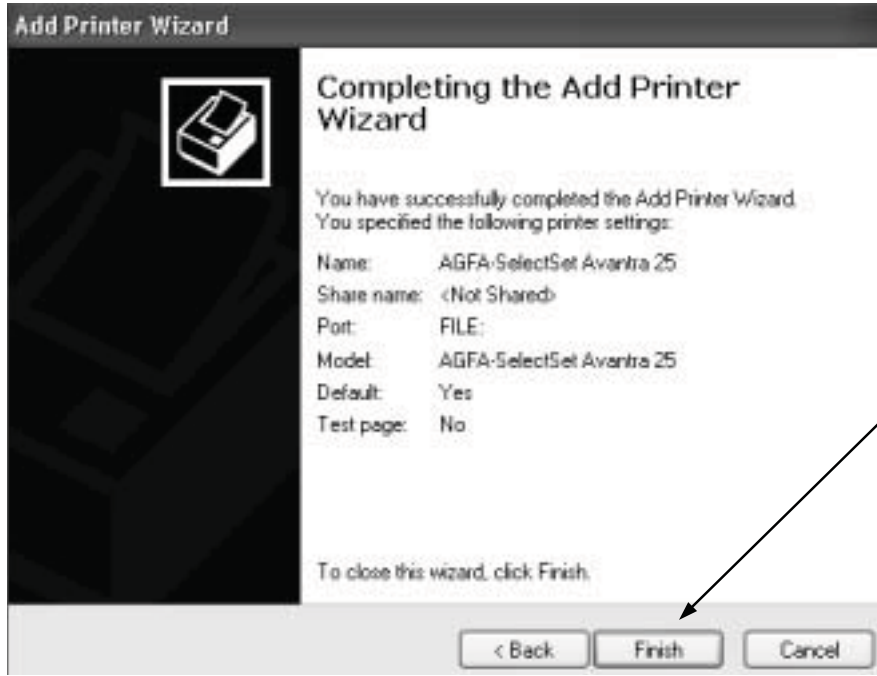 Add Printer Wizard
Completing the Add Printer
Wizard
You have successfully completed the Add Printer Wizard.
You specified the following printer settings:
Name: AGFA-SelectSet Avantra 25
Share name: <Not Shared>
Port: FILE:
Model: AGFA-SelectSet Avantra 25
Default: Yes
Test page: No
To close this wizard, click Finish.
< Back Finish Cancel